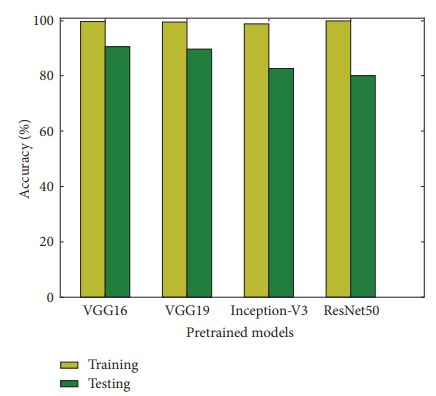 100
80
60
40
20
0
Accuracy (%)
VGG16 VGG19 Inception-V3 ResNet50
Pretrained models
Training
Testing